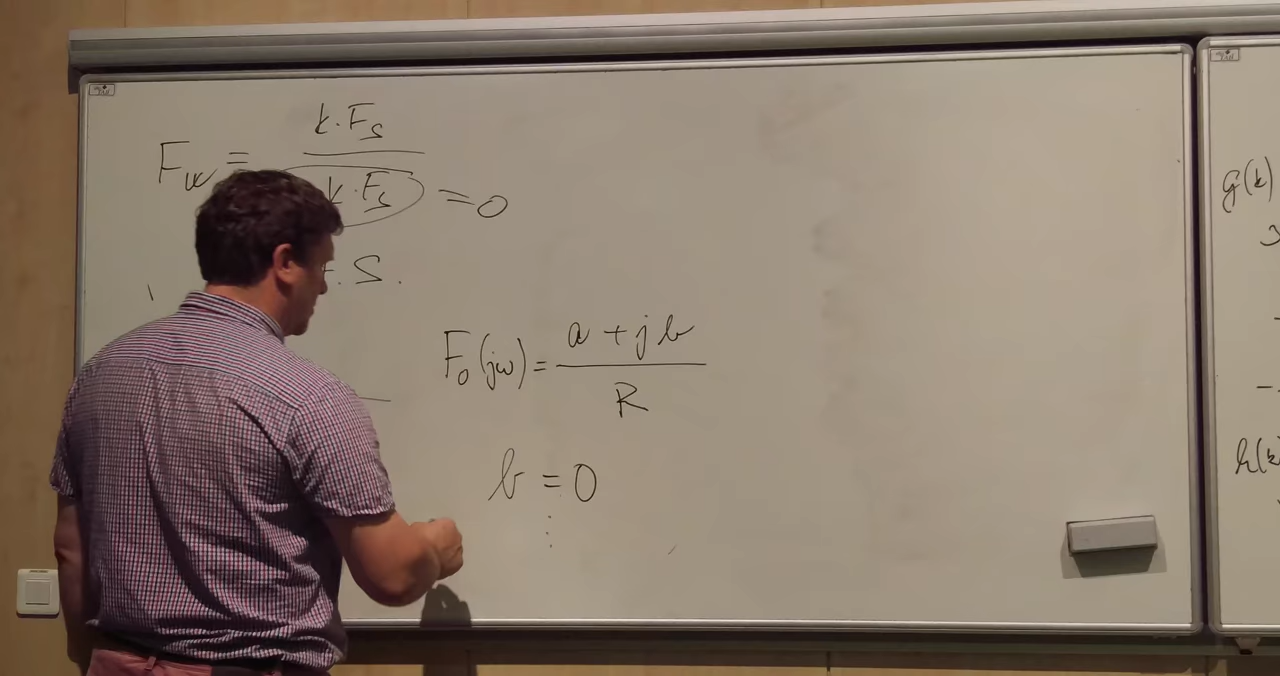 F_w = k·F_s
k·F_s = 0
S.
F_0(jω) = a + jb
R
b = 0
⋮
g(k)
h(k